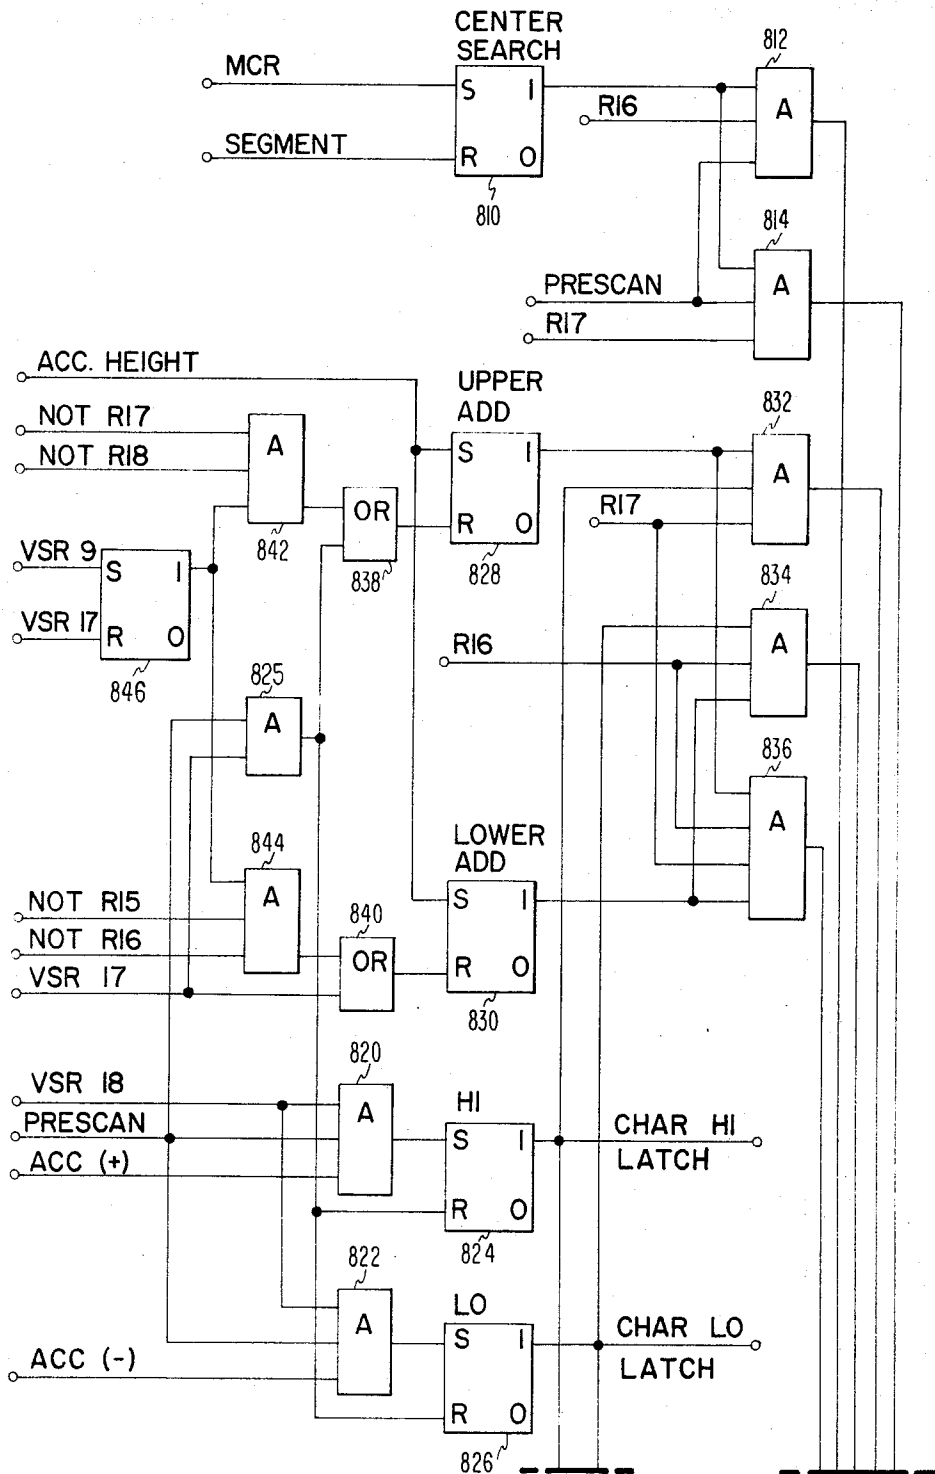 CENTER
SEARCH
812
MCR
S I
R16
A
SEGMENT
R O
810
814
PRESCAN
A
R17
ACC. HEIGHT
UPPER
ADD
832
NOT R17
A
S I
NOT R18
A
OR
R17
R O
842
838
828
VSR 9
S I
834
VSR 17
R O
R16
A
846
825
A
836
A
LOWER
ADD
844
A
S I
NOT R15
840
NOT R16
OR
R O
VSR 17
830
820
VSR 18
A
HI
PRESCAN
S I
CHAR HI
LATCH
ACC (+)
R O
824
822
LO
A
S I
CHAR LO
LATCH
ACC (-)
R O
826